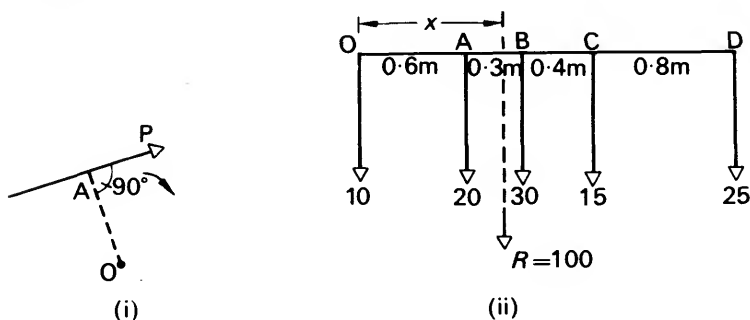 x
O A B C D
0·6m 0·3m 0·4m 0·8m
P
A 90°
O
10 20 30 15 25
R = 100
(i) (ii)